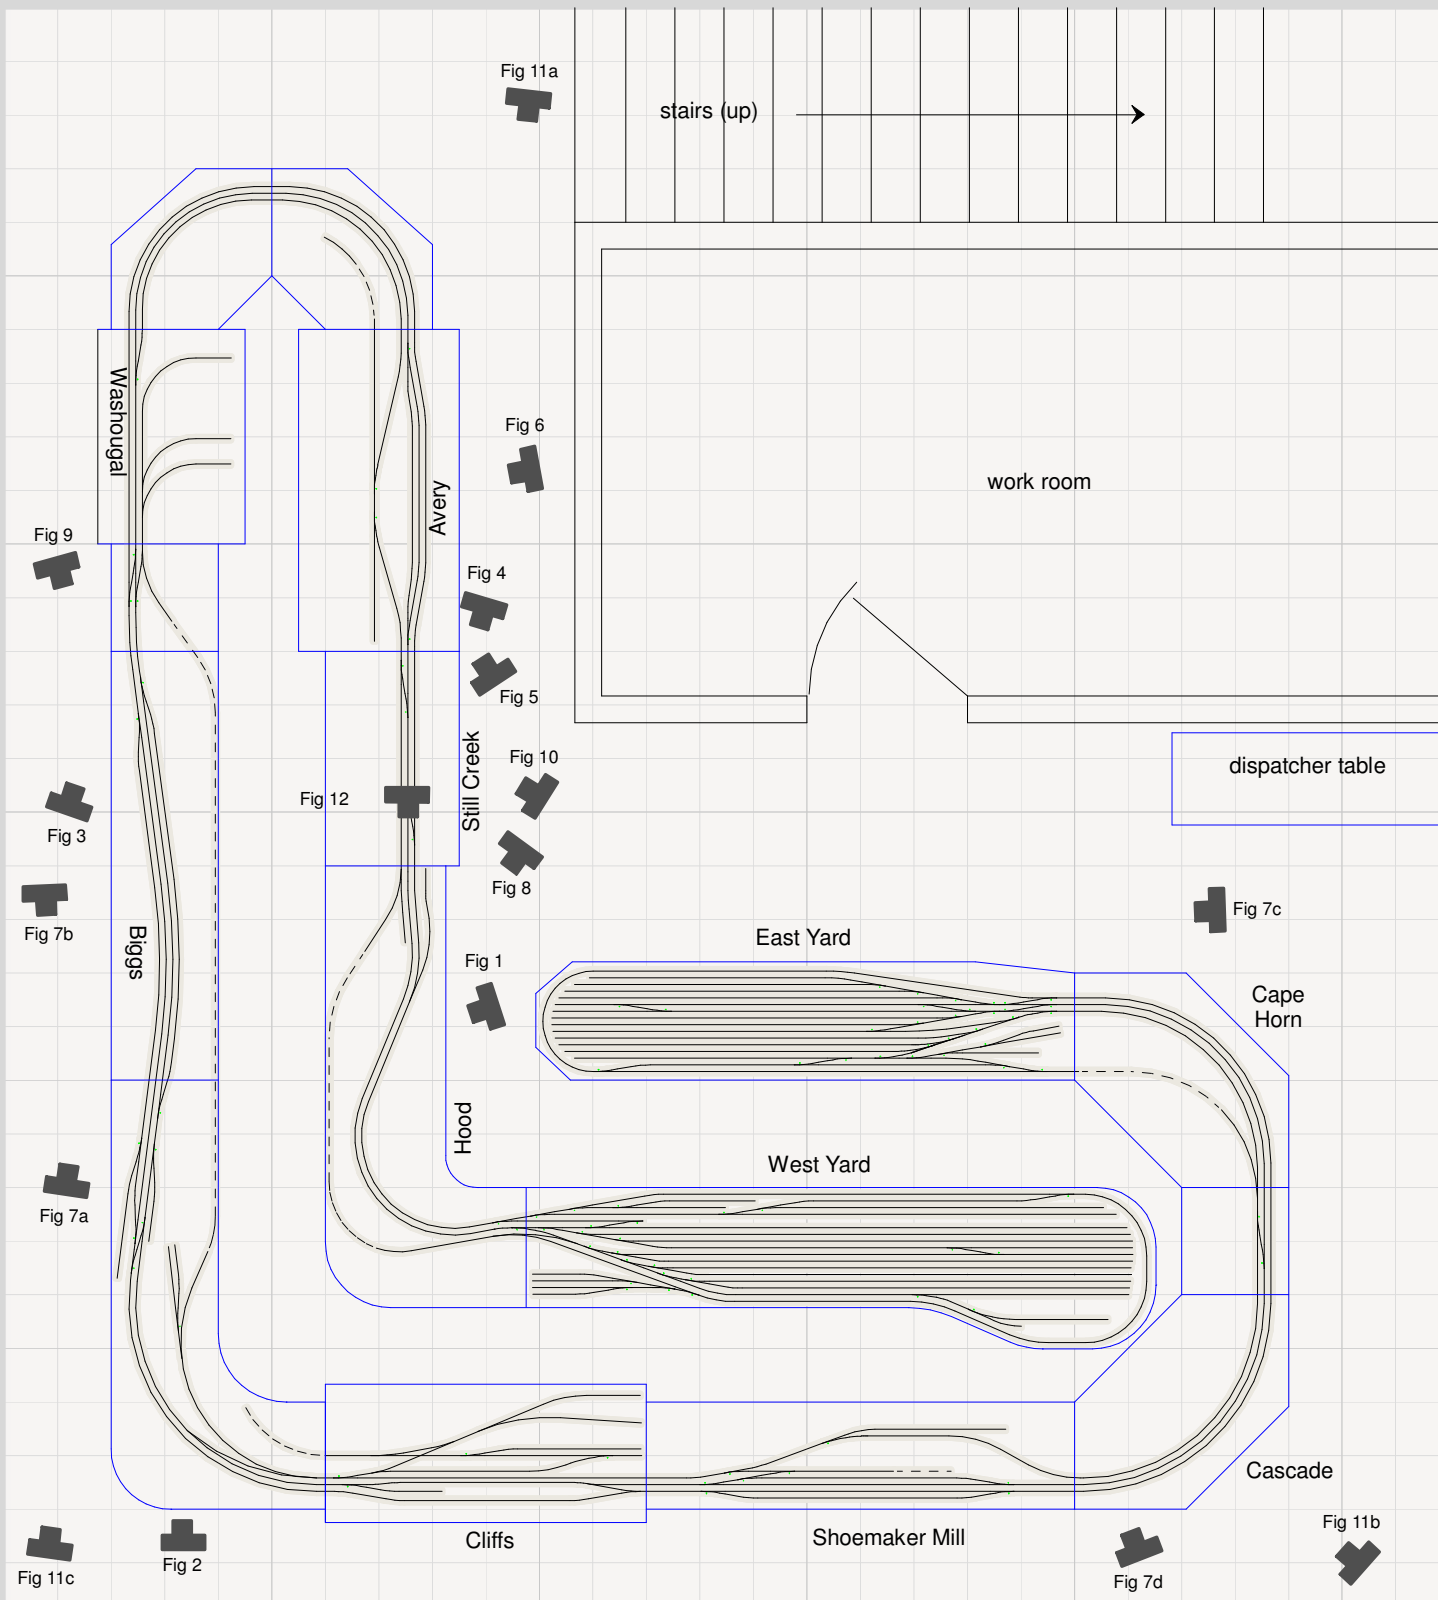 Fig 11a
stairs (up)
Washougal
Avery
Fig 6
work room
Fig 9
Fig 4
Fig 5
Still Creek
Fig 10
dispatcher table
Fig 12
Fig 3
Fig 8
Fig 7b
Fig 7c
Biggs
East Yard
Fig 1
Cape
Horn
Hood
West Yard
Fig 7a
Cascade
Cliffs
Shoemaker Mill
Fig 11b
Fig 2
Fig 11c
Fig 7d